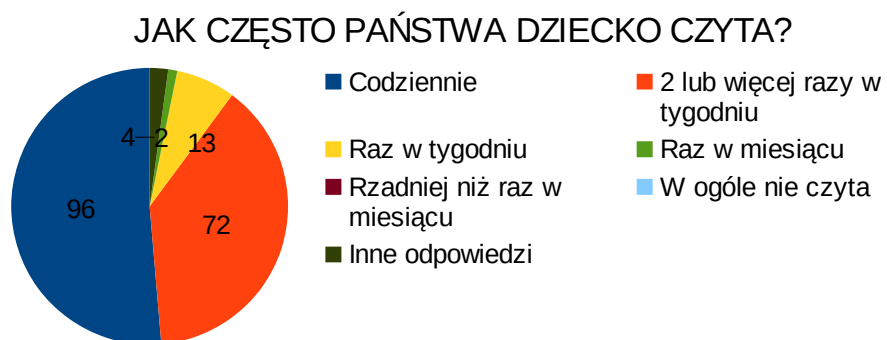 JAK CZĘSTO PAŃSTWA DZIECKO CZYTA?
4
2
13
96
72
Codziennie
2 lub więcej razy w
tygodniu
Raz w tygodniu
Raz w miesiącu
Rzadniej niż raz w
miesiącu
W ogóle nie czyta
Inne odpowiedzi